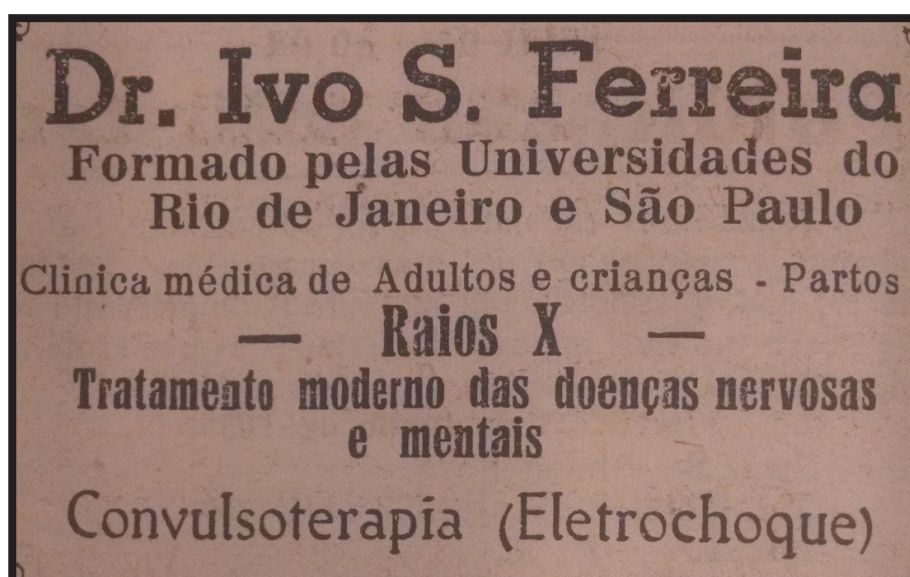 Dr. Ivo S. Ferreira
Formado pelas Universidades do
Rio de Janeiro e São Paulo
Clinica médica de Adultos e crianças - Partos
— Raios X —
Tratamento moderno das doenças nervosas
e mentais
Convulsoterapia (Eletrochoque)